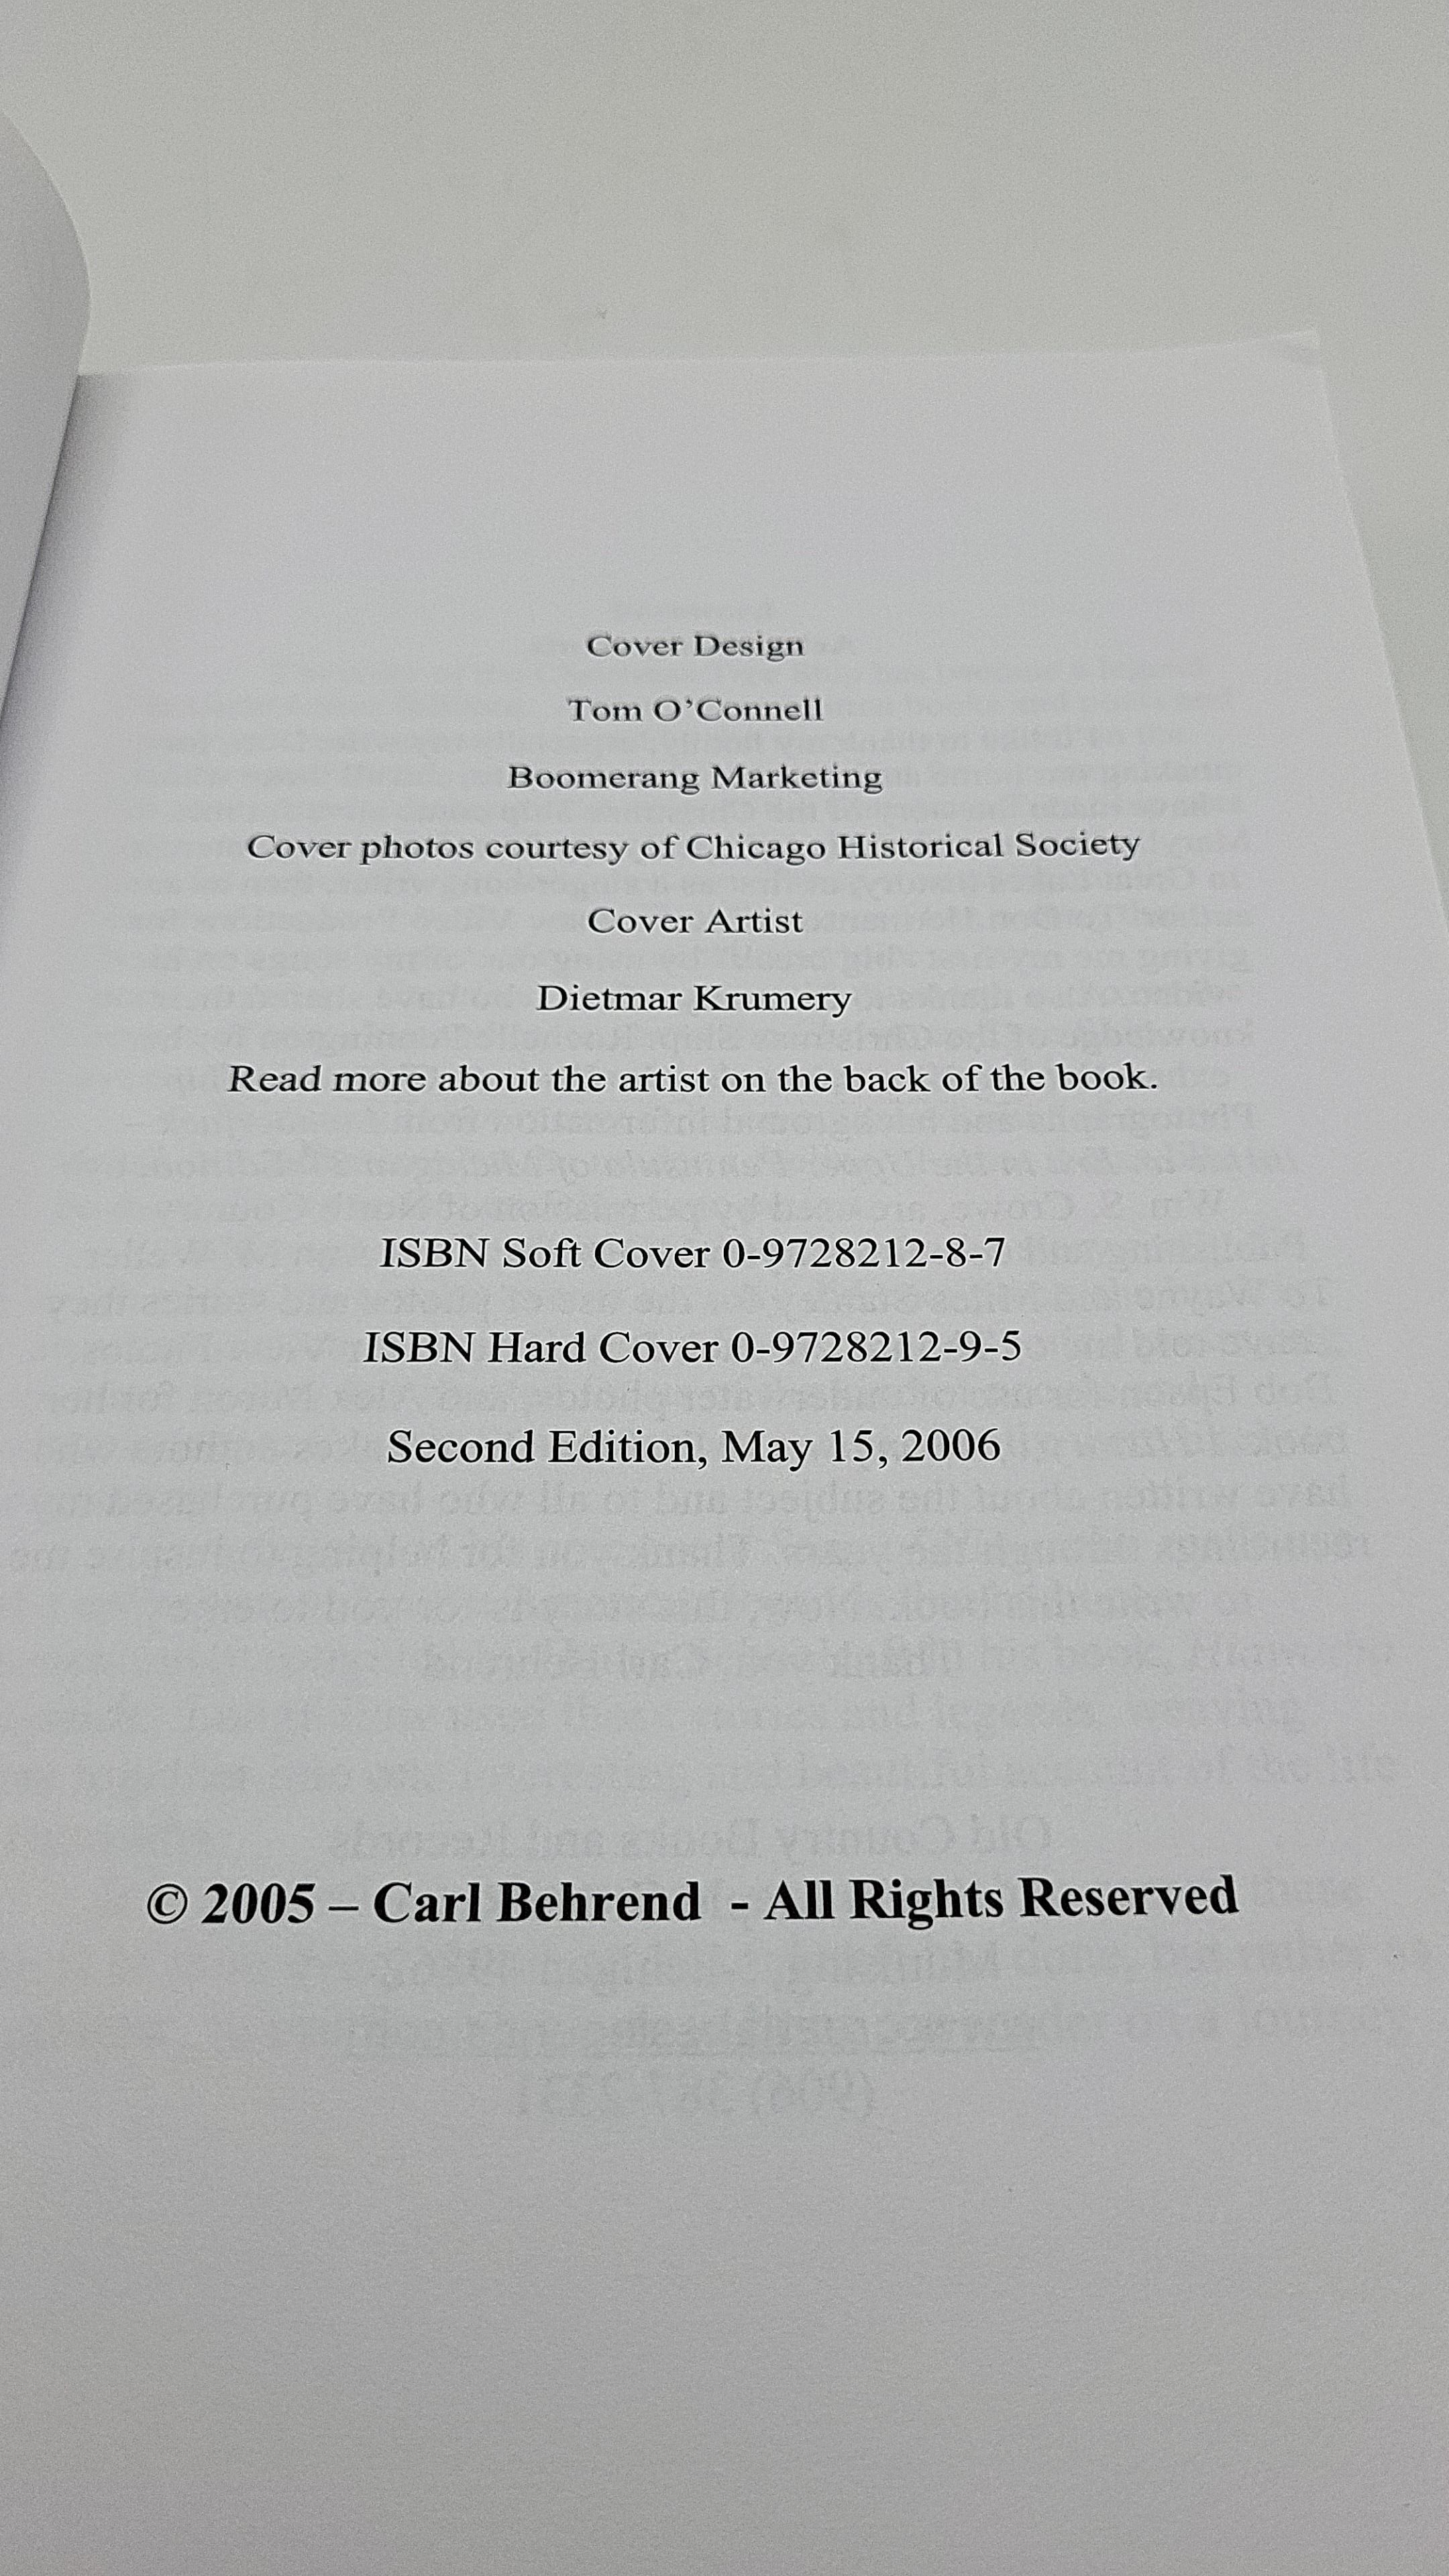 Cover Design
Tom O'Connell
Boomerang Marketing
Cover photos courtesy of Chicago Historical Society
Cover Artist
Dietmar Krumery
Read more about the artist on the back of the book.
ISBN Soft Cover 0-9728212-8-7
ISBN Hard Cover 0-9728212-9-5
Second Edition, May 15, 2006
© 2005 – Carl Behrend - All Rights Reserved